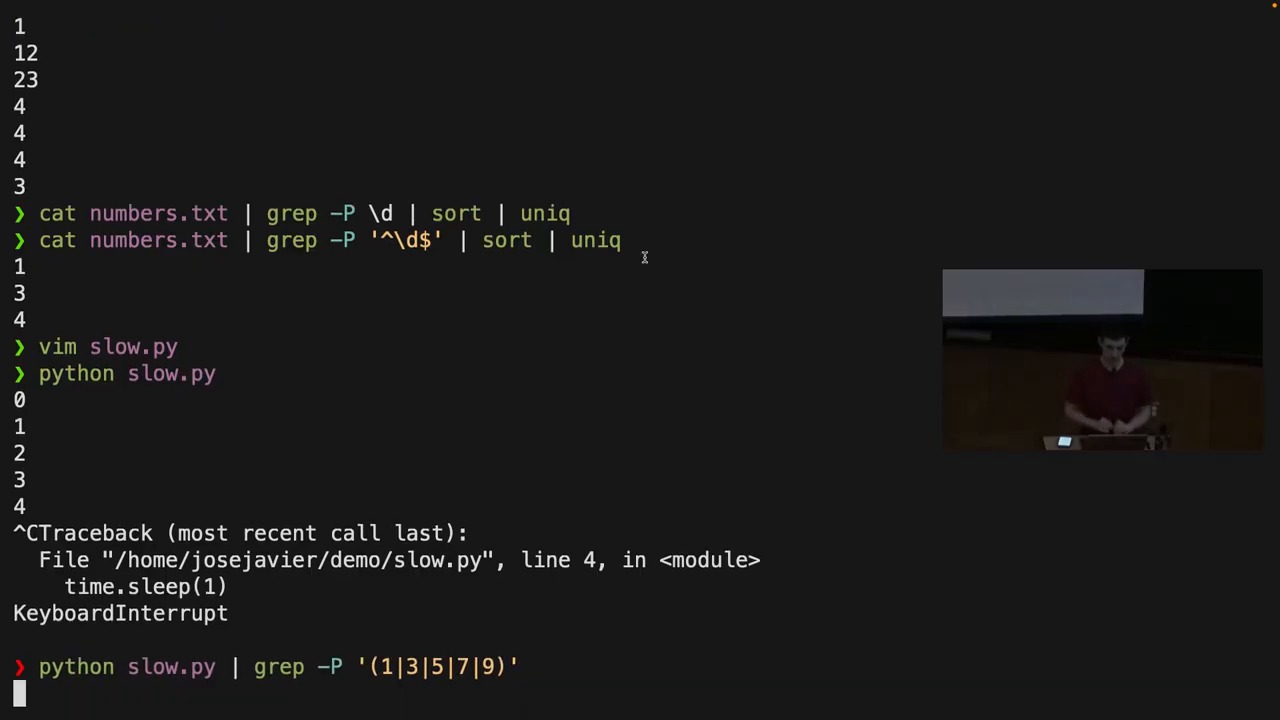 1
12
23
4
4
4
3
❯ cat numbers.txt | grep -P \d | sort | uniq
❯ cat numbers.txt | grep -P '^\d$' | sort | uniq
1
3
4
❯ vim slow.py
❯ python slow.py
0
1
2
3
4
^CTraceback (most recent call last):
  File "/home/josejavier/demo/slow.py", line 4, in <module>
    time.sleep(1)
KeyboardInterrupt
❯ python slow.py | grep -P '(1|3|5|7|9)'